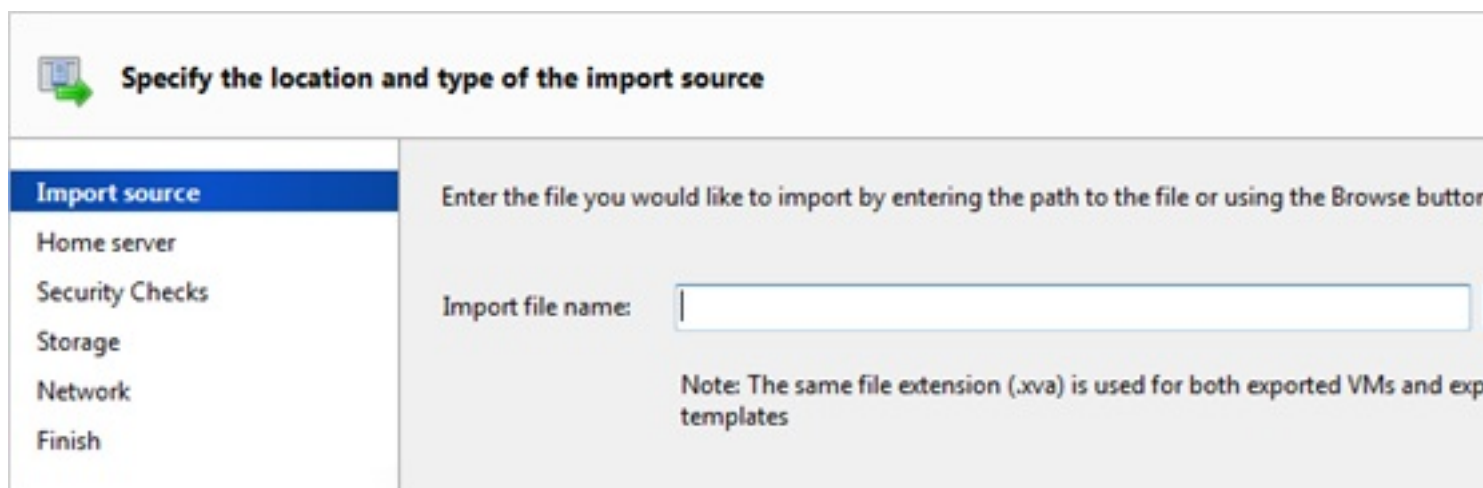 Specify the location and type of the import source
Import source
Home server
Security Checks
Storage
Network
Finish
Enter the file you would like to import by entering the path to the file or using the Browse button
Import file name:
Note: The same file extension (.xva) is used for both exported VMs and exp
templates